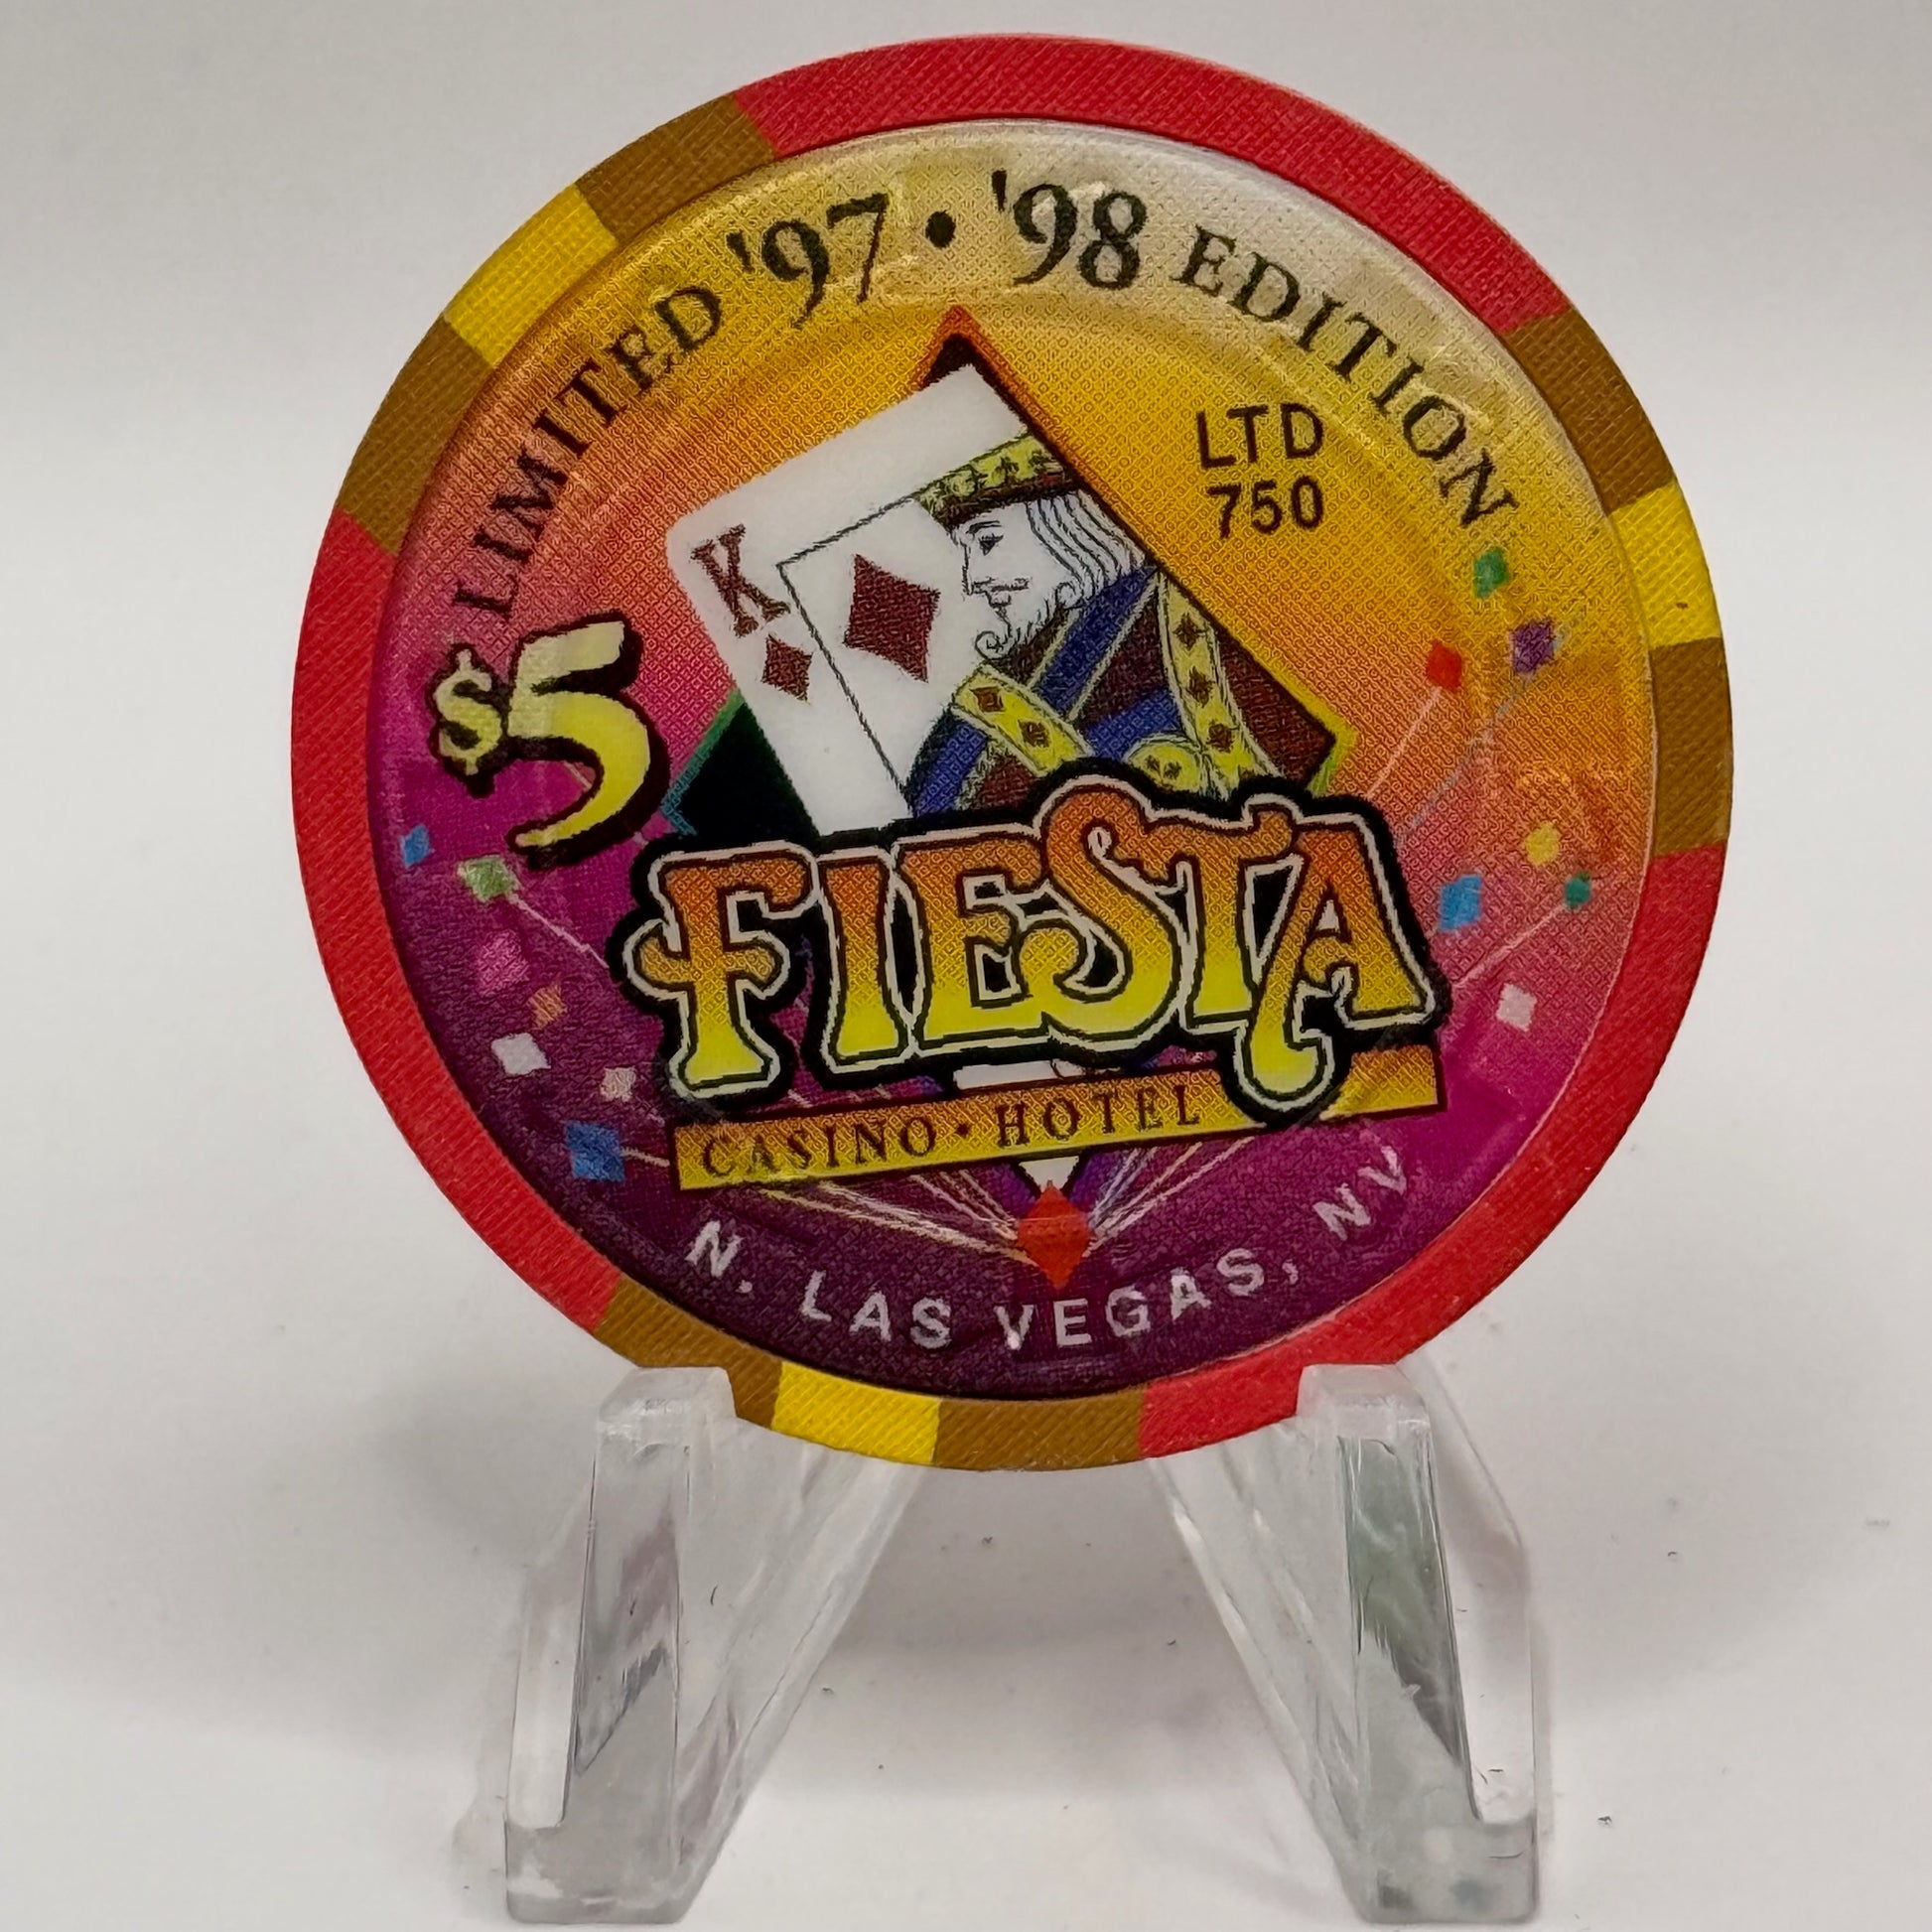 LIMITED '97 • '98 EDITION
LTD
750
K
$5
FIESTA
CASINO • HOTEL
N. LAS VEGAS, NV